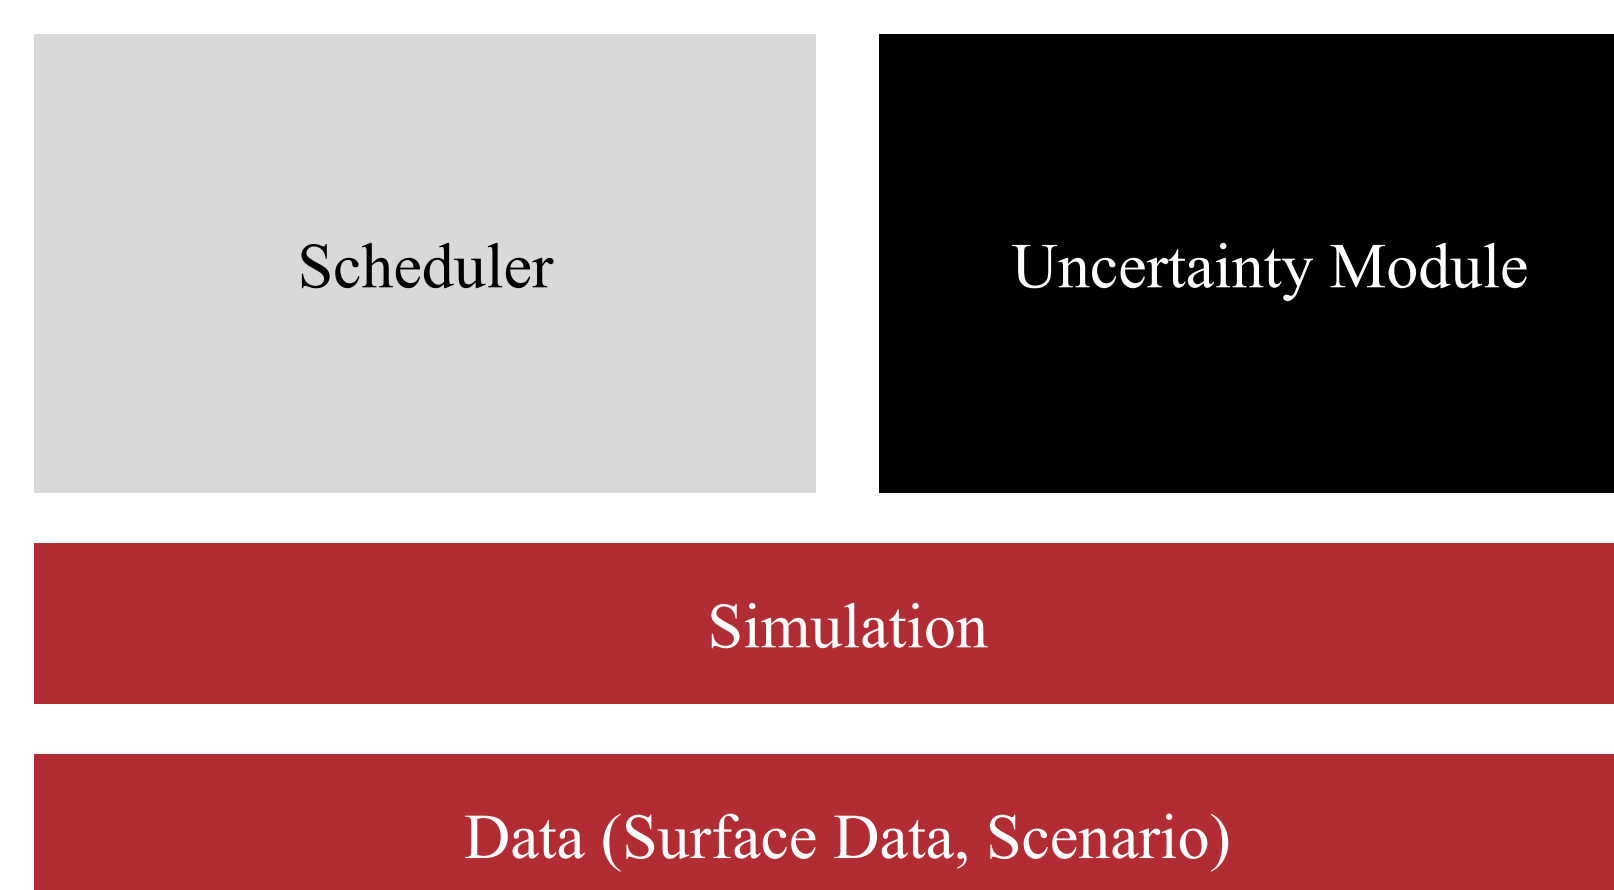 Scheduler
Uncertainty Module
Simulation
Data (Surface Data, Scenario)